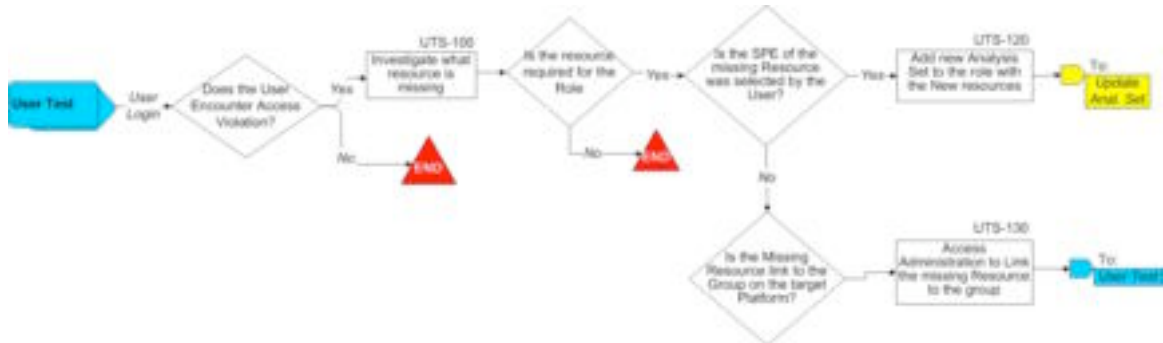 User Test
User
Login
Does the User
Encounter Access
Violation?
Yes
No
END
UTS-100
Investigate what
resource is
missing
Is the resource
required for the
Role
Yes
No
END
Is the SPE of the
missing Resource
was selected by the
User?
Yes
No
UTS-120
Add new Analysis
Set to the role with
the New resources
To:
Update
Anal. Set
Is the Missing
Resource link to the
Group on the target
Platform?
UTS-130
Access
Administration to Link
the missing Resource
to the group
To:
User Test